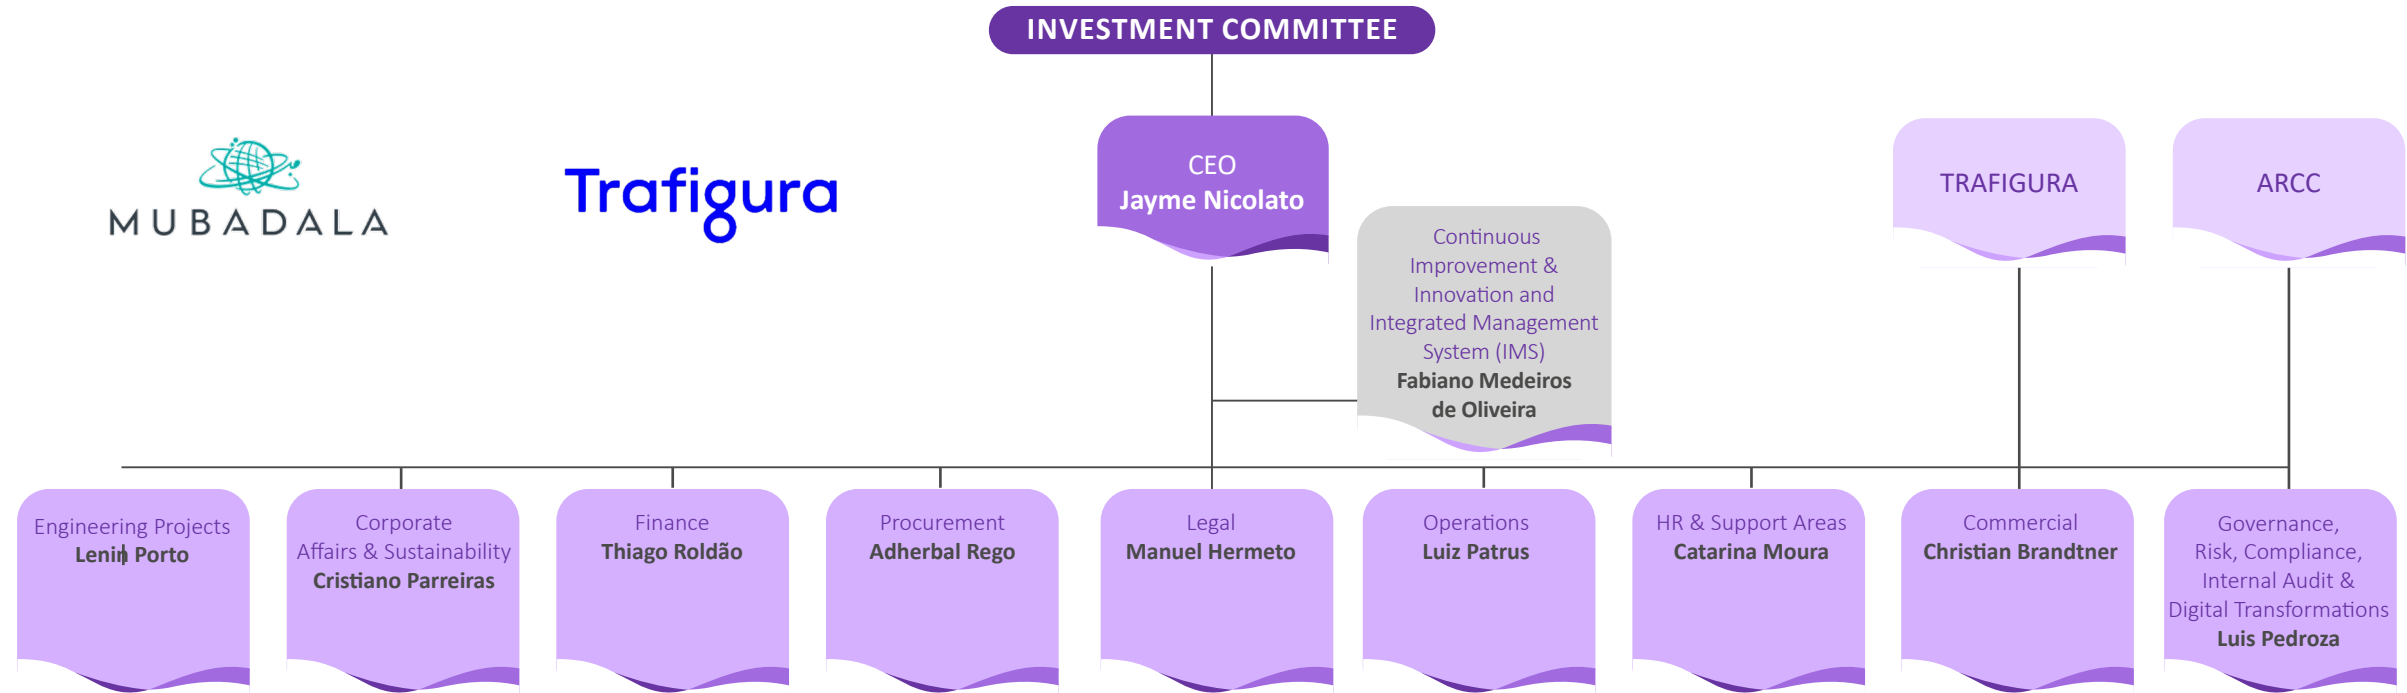 INVESTMENT COMMITTEE
MUBADALA
Trafigura
CEO
Jayme Nicolato
TRAFIGURA
ARCC
Continuous
Improvement &
Innovation and
Integrated Management
System (IMS)
Fabiano Medeiros
de Oliveira
Engineering Projects
Lenin Porto
Corporate
Affairs & Sustainability
Cristiano Parreiras
Finance
Thiago Roldão
Procurement
Adherbal Rego
Legal
Manuel Hermeto
Operations
Luiz Patrus
HR & Support Areas
Catarina Moura
Commercial
Christian Brandtner
Governance,
Risk, Compliance,
Internal Audit &
Digital Transformations
Luis Pedroza